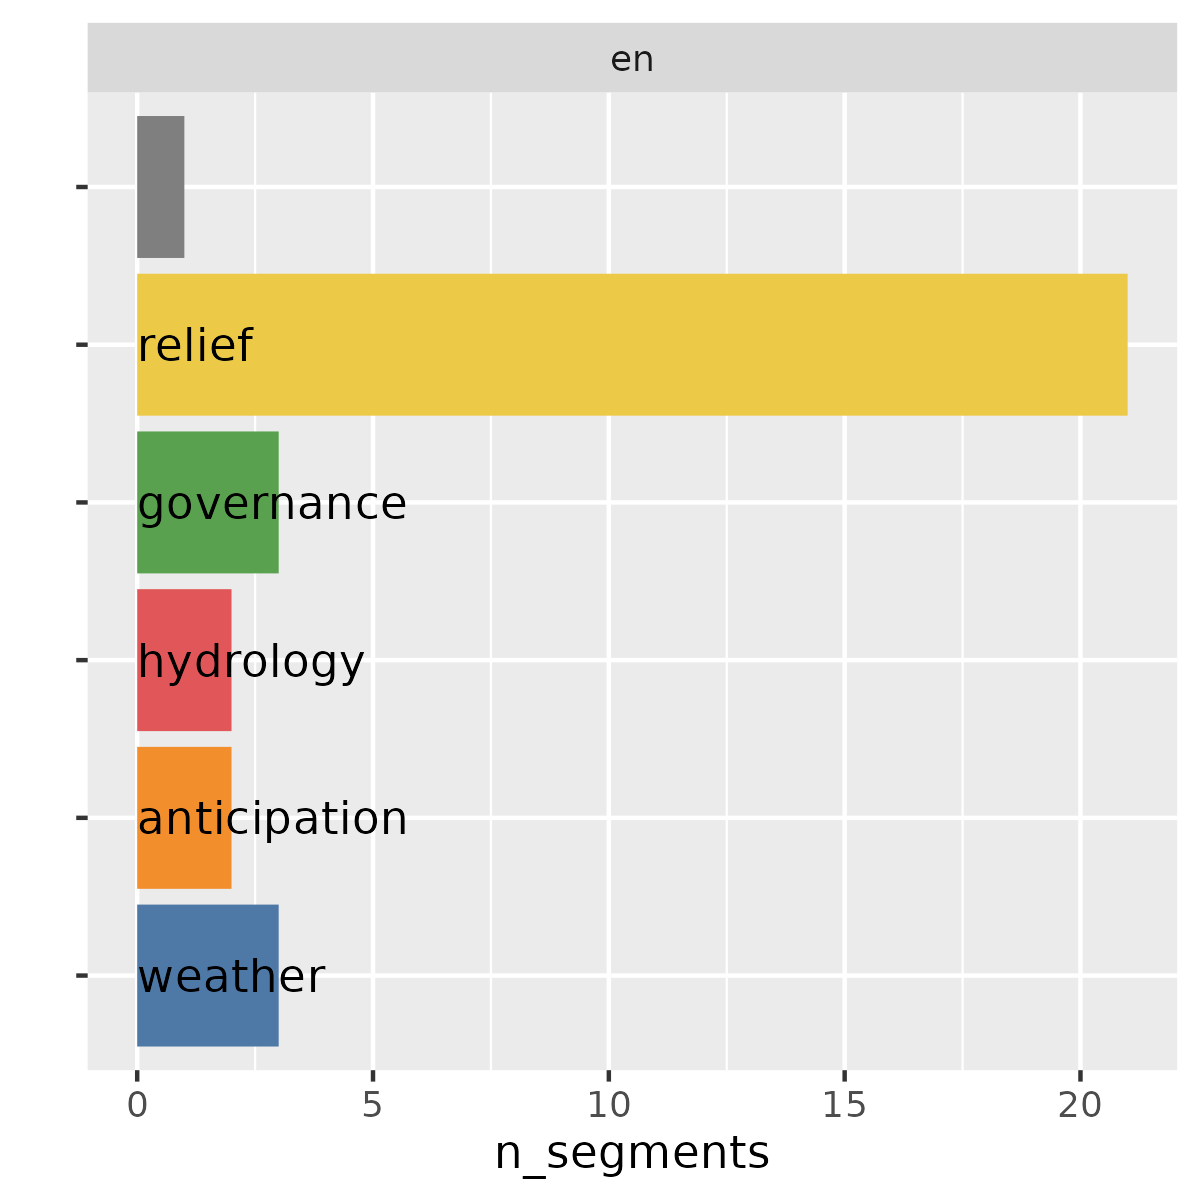 en
relief
governance
hydrology
anticipation
weather
0 5 10 15 20
n_segments